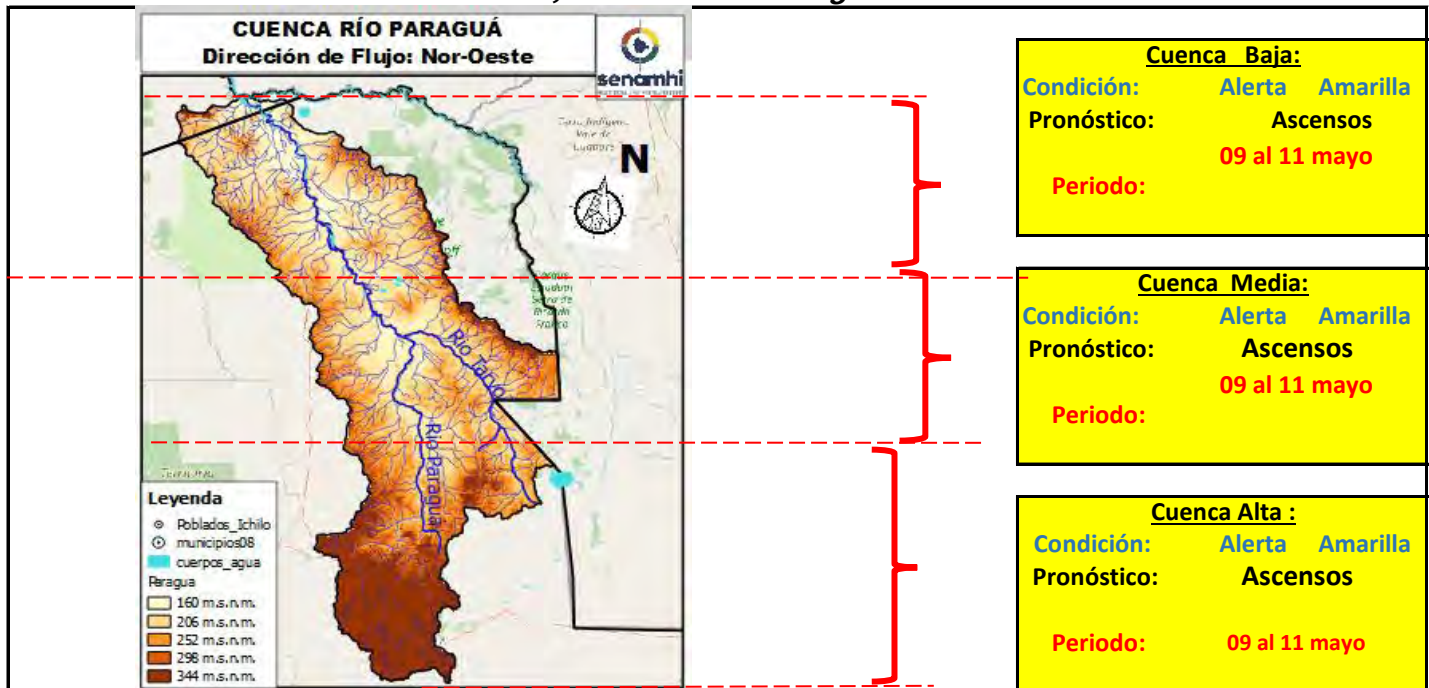 CUENCA RÍO PARAGUÁ
Dirección de Flujo: Nor-Oeste
senamhi
N
Río Paraguá
Leyenda
Poblados_Ichilo
municipios08
cuerpos_agua
Paragua
160 m.s.n.m.
206 m.s.n.m.
252 m.s.n.m.
298 m.s.n.m.
344 m.s.n.m.
Cuenca Baja:
Condición: Alerta Amarilla
Pronóstico: Ascensos
09 al 11 mayo
Periodo:
Cuenca Media:
Condición: Alerta Amarilla
Pronóstico: Ascensos
09 al 11 mayo
Periodo:
Cuenca Alta :
Condición: Alerta Amarilla
Pronóstico: Ascensos
Periodo: 09 al 11 mayo